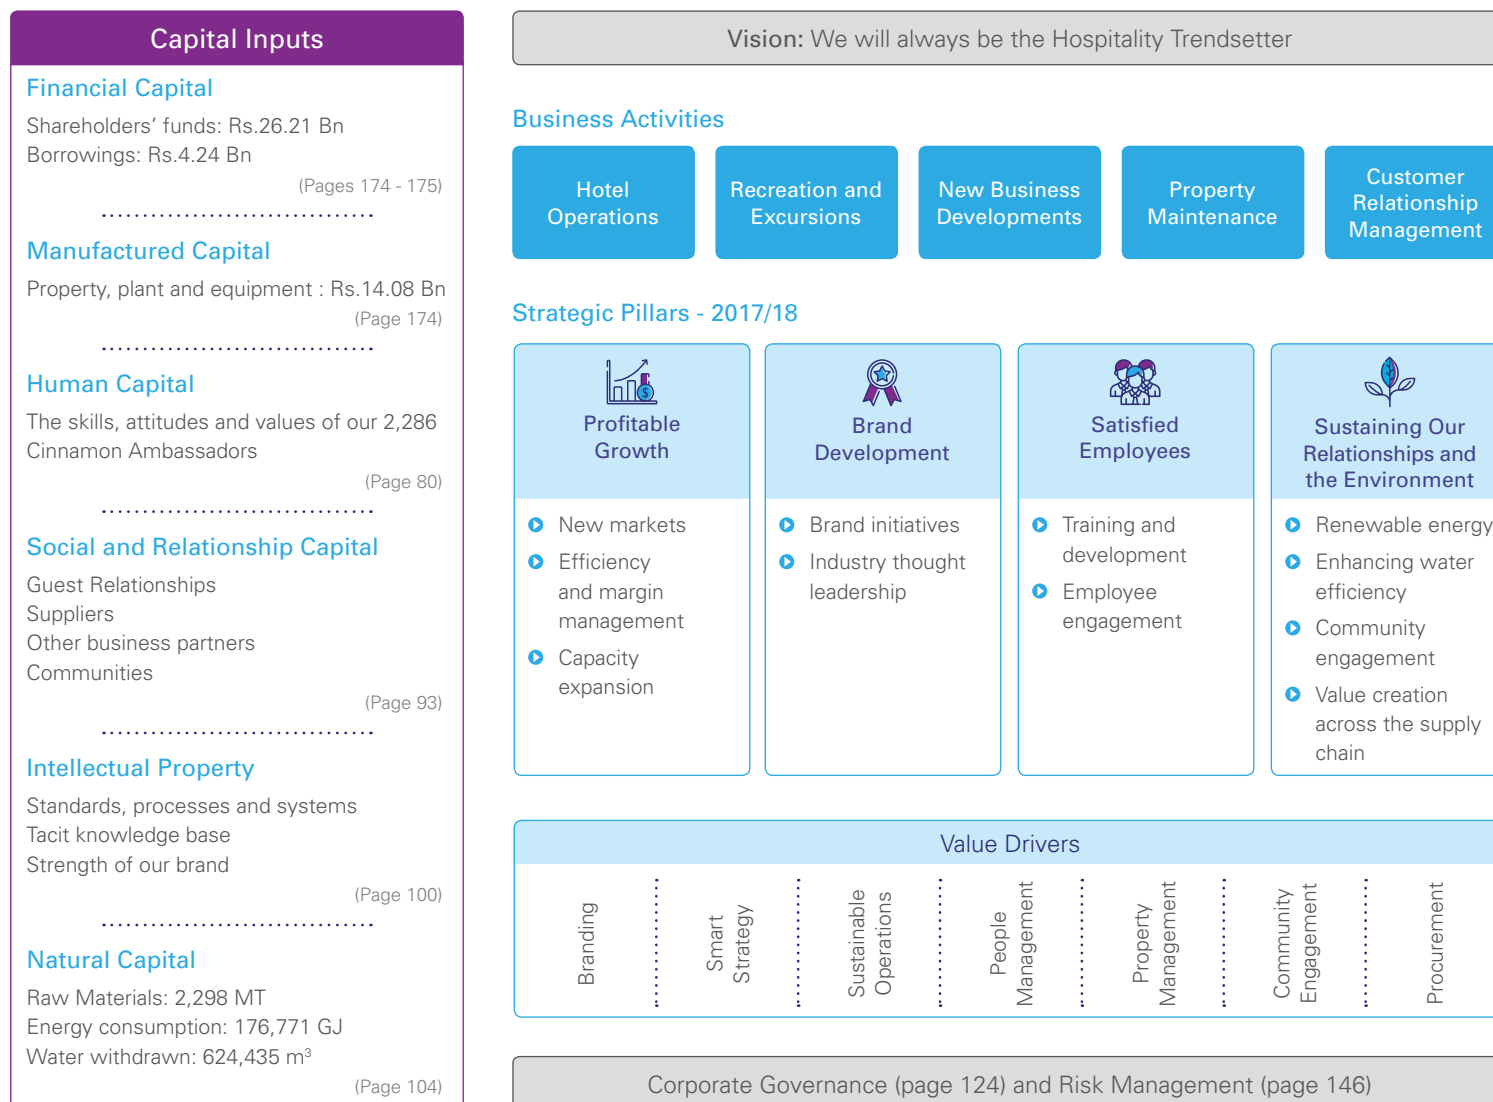 Capital Inputs
Financial Capital
Shareholders’ funds: Rs.26.21 Bn
Borrowings: Rs.4.24 Bn
(Pages 174 - 175)
Manufactured Capital
Property, plant and equipment : Rs.14.08 Bn
(Page 174)
Human Capital
The skills, attitudes and values of our 2,286
Cinnamon Ambassadors
(Page 80)
Social and Relationship Capital
Guest Relationships
Suppliers
Other business partners
Communities
(Page 93)
Intellectual Property
Standards, processes and systems
Tacit knowledge base
Strength of our brand
(Page 100)
Natural Capital
Raw Materials: 2,298 MT
Energy consumption: 176,771 GJ
Water withdrawn: 624,435 m³
(Page 104)
Vision: We will always be the Hospitality Trendsetter
Business Activities
Hotel
Operations
Recreation and
Excursions
New Business
Developments
Property
Maintenance
Customer
Relationship
Management
Strategic Pillars - 2017/18
Profitable
Growth
New markets
Efficiency
and margin
management
Capacity
expansion
Brand
Development
Brand initiatives
Industry thought
leadership
Satisfied
Employees
Training and
development
Employee
engagement
Sustaining Our
Relationships and
the Environment
Renewable energy
Enhancing water
efficiency
Community
engagement
Value creation
across the supply
chain
Value Drivers
Branding
Smart
Strategy
Sustainable
Operations
People
Management
Property
Management
Community
Engagement
Procurement
Corporate Governance (page 124) and Risk Management (page 146)